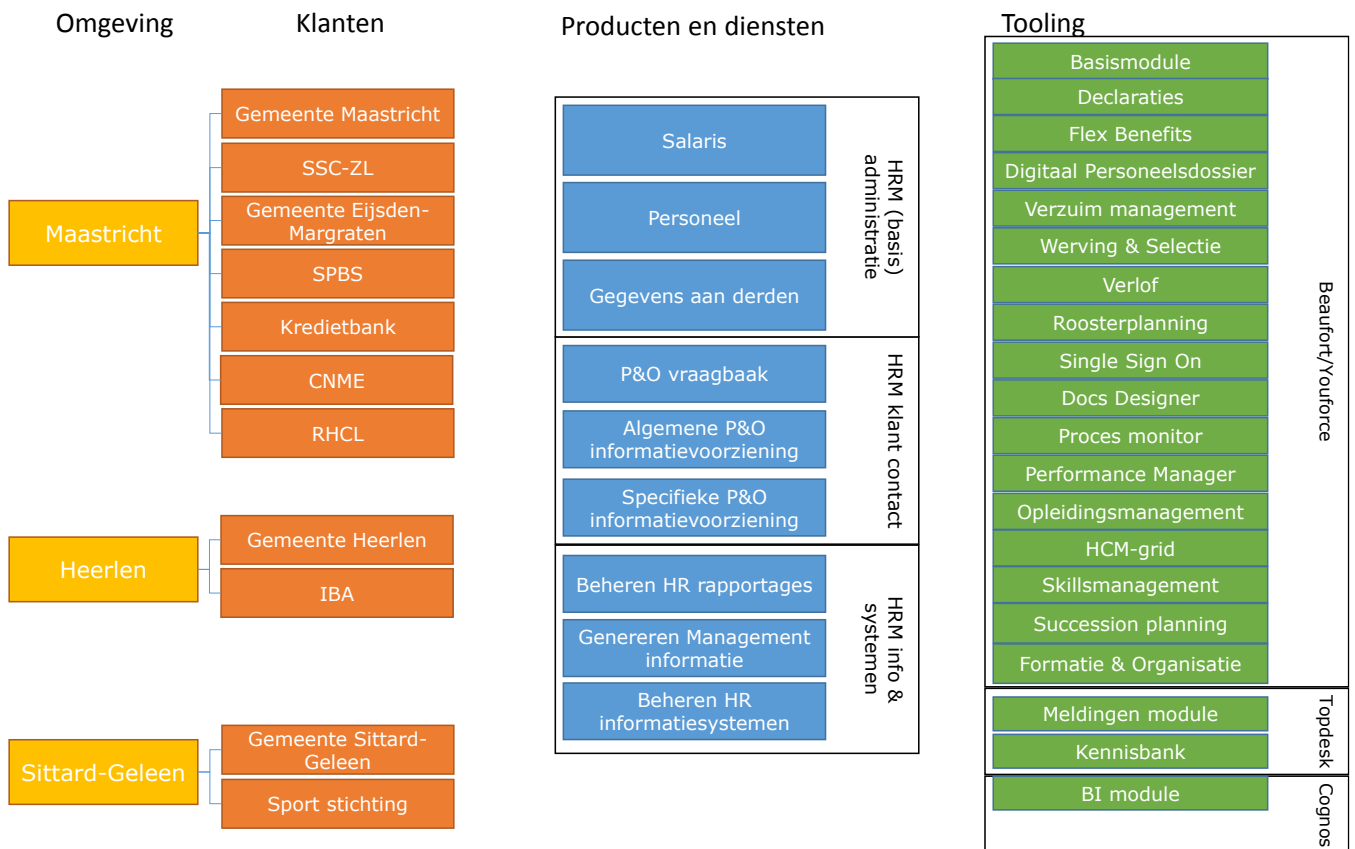 Omgeving
Klanten
Producten en diensten
Tooling
Maastricht
Gemeente Maastricht
SSC-ZL
Gemeente Eijsden-
Margraten
SPBS
Kredietbank
CNME
RHCL
Heerlen
Gemeente Heerlen
IBA
Sittard-Geleen
Gemeente Sittard-
Geleen
Sport stichting
Salaris
Personeel
Gegevens aan derden
HRM (basis)
administratie
P&O vraagbaak
Algemene P&O
informatievoorziening
Specifieke P&O
informatievoorziening
HRM klant contact
Beheren HR rapportages
Genereren Management
informatie
Beheren HR
informatiesystemen
HRM info &
systemen
Basismodule
Declaraties
Flex Benefits
Digitaal Personeelsdossier
Verzuim management
Werving & Selectie
Verlof
Roosterplanning
Single Sign On
Docs Designer
Proces monitor
Performance Manager
Opleidingsmanagement
HCM-grid
Skillsmanagement
Succession planning
Formatie & Organisatie
Beaufort/Youforce
Meldingen module
Kennisbank
Topdesk
BI module
Cognos